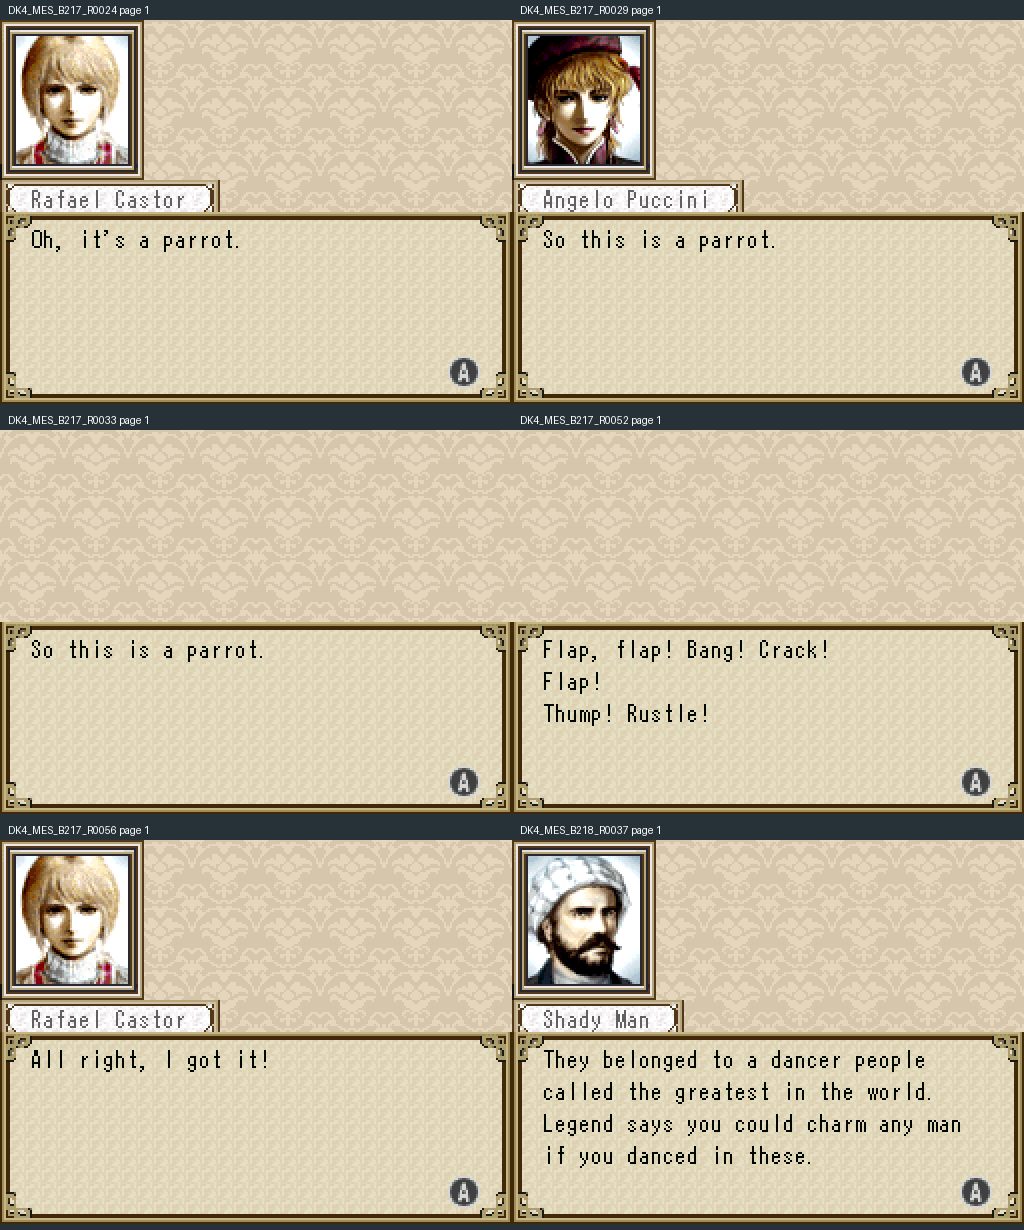 DK4_MES_B217_R0024 page 1
Rafael Castor
Oh, it's a parrot.
A
DK4_MES_B217_R0029 page 1
Angelo Puccini
So this is a parrot.
A
DK4_MES_B217_R0033 page 1
So this is a parrot.
A
DK4_MES_B217_R0052 page 1
Flap, flap! Bang! Crack!
Flap!
Thump! Rustle!
A
DK4_MES_B217_R0056 page 1
Rafael Castor
All right, I got it!
A
DK4_MES_B218_R0037 page 1
Shady Man
They belonged to a dancer people
called the greatest in the world.
Legend says you could charm any man
if you danced in these.
A